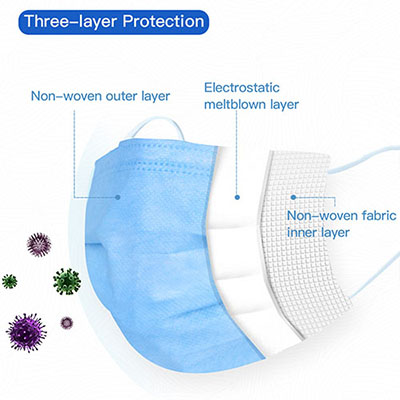 Three-layer Protection
Electrostatic
Non-woven outer layer
meltblown layer
Non-woven fabric
inner layer